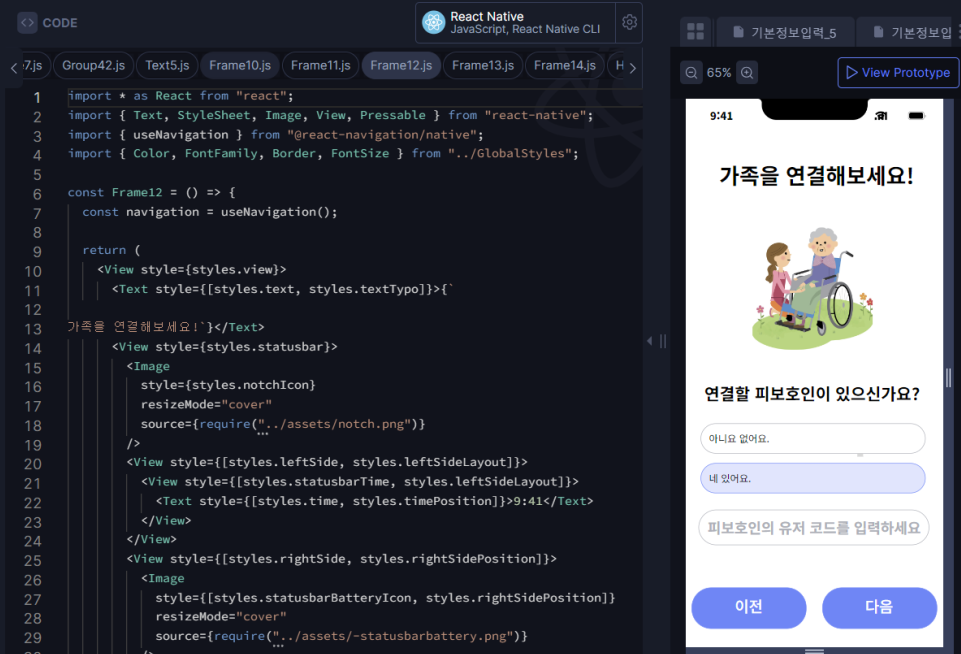 CODE
React Native
JavaScript, React Native CLI
7.js
Group42.js
Text5.js
Frame10.js
Frame11.js
Frame12.js
Frame13.js
Frame14.js
H
1 import * as React from "react";
2 import { Text, StyleSheet, Image, View, Pressable } from "react-native";
3 import { useNavigation } from "@react-navigation/native";
4 import { Color, FontFamily, Border, FontSize } from "../GlobalStyles";
5
6 const Frame12 = () => {
7 const navigation = useNavigation();
8
9 return (
10 <View style={styles.view}>
11 <Text style={[styles.text, styles.textTypo]}>{`
12
13 가족을 연결해보세요!`}</Text>
14 <View style={styles.statusbar}>
15 <Image
16 style={styles.notchIcon}
17 resizeMode="cover"
18 source={require("../assets/notch.png")}
19 />
20 <View style={[styles.leftSide, styles.leftSideLayout]}>
21 <View style={[styles.statusbarTime, styles.leftSideLayout]}>
22 <Text style={[styles.time, styles.timePosition]}>9:41</Text>
23 </View>
24 </View>
25 <View style={[styles.rightSide, styles.rightSidePosition]}>
26 <Image
27 style={[styles.statusbarBatteryIcon, styles.rightSidePosition]}
28 resizeMode="cover"
29 source={require("../assets/-statusbarbattery.png")}
기본정보입력_5
기본정보입
65%
View Prototype
9:41
가족을 연결해보세요!
연결할 피보호인이 있으신가요?
아니요 없어요.
네 있어요.
피보호인의 유저 코드를 입력하세요
이전
다음